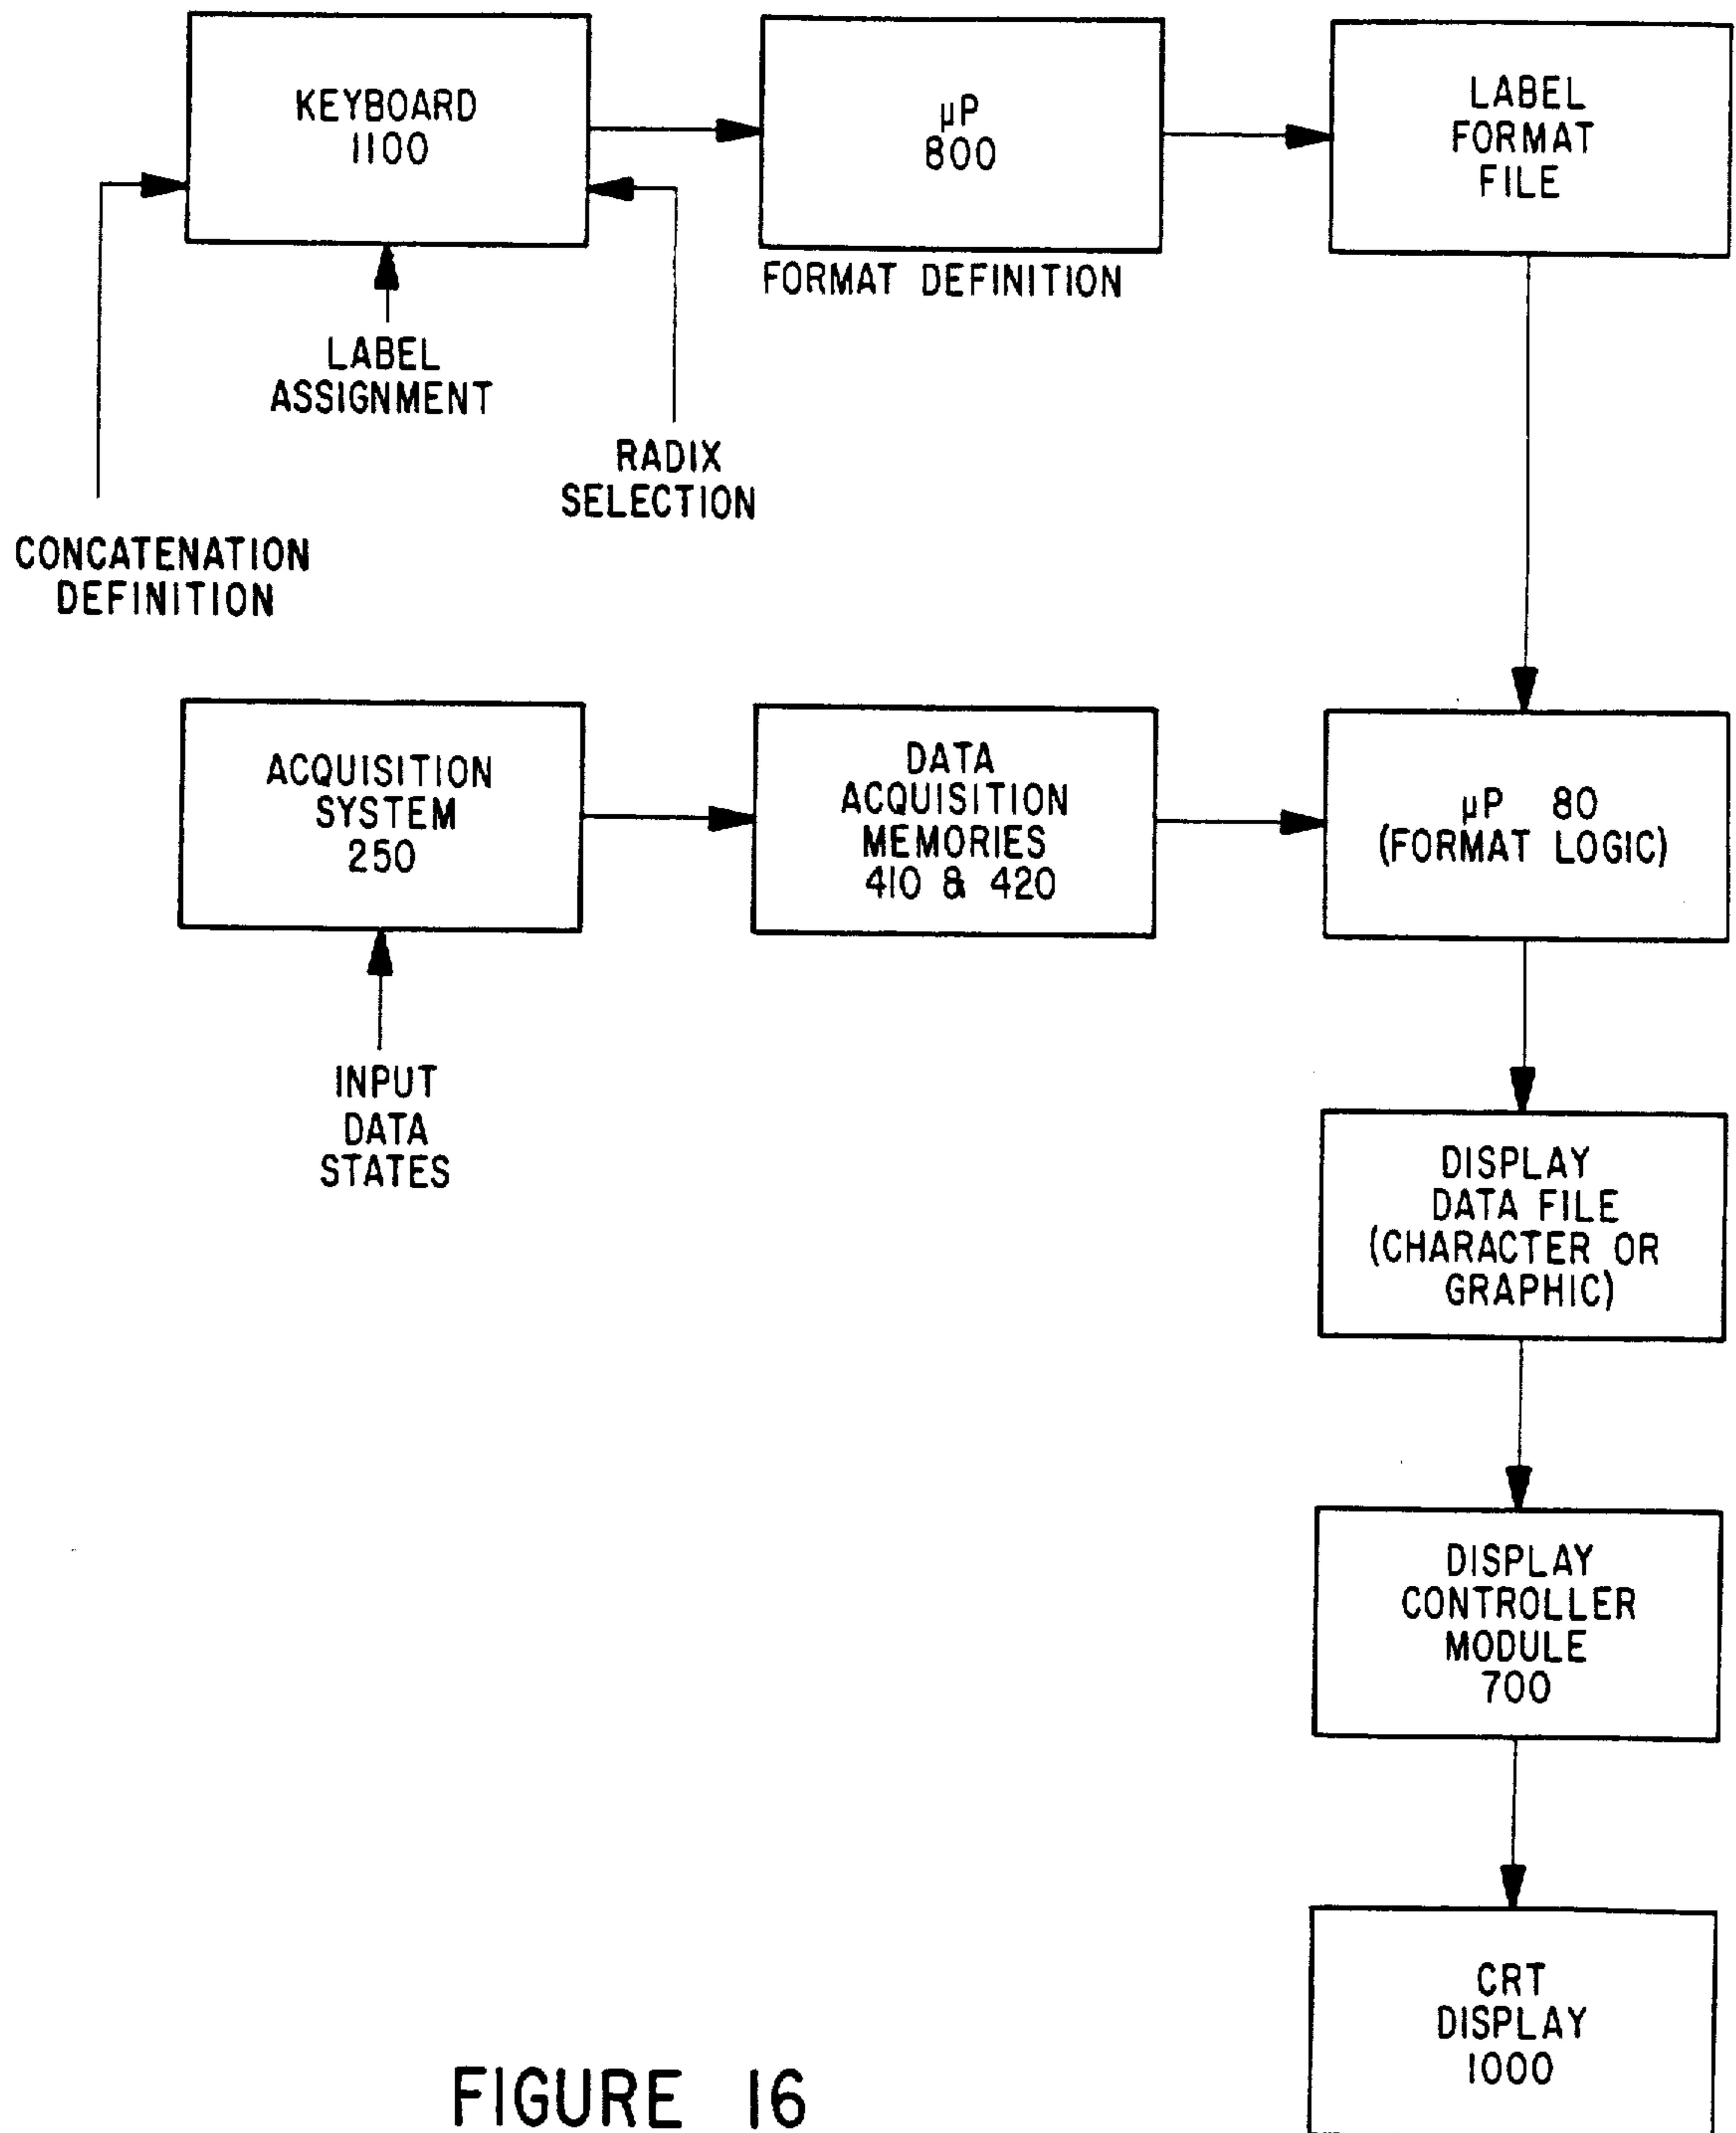 KEYBOARD
1100
µP
800
LABEL
FORMAT
FILE
FORMAT DEFINITION
LABEL
ASSIGNMENT
RADIX
SELECTION
CONCATENATION
DEFINITION
ACQUISITION
SYSTEM
250
DATA
ACQUISITION
MEMORIES
410 & 420
µP 80
(FORMAT LOGIC)
INPUT
DATA
STATES
DISPLAY
DATA FILE
(CHARACTER OR
GRAPHIC)
DISPLAY
CONTROLLER
MODULE
700
CRT
DISPLAY
1000
FIGURE 16